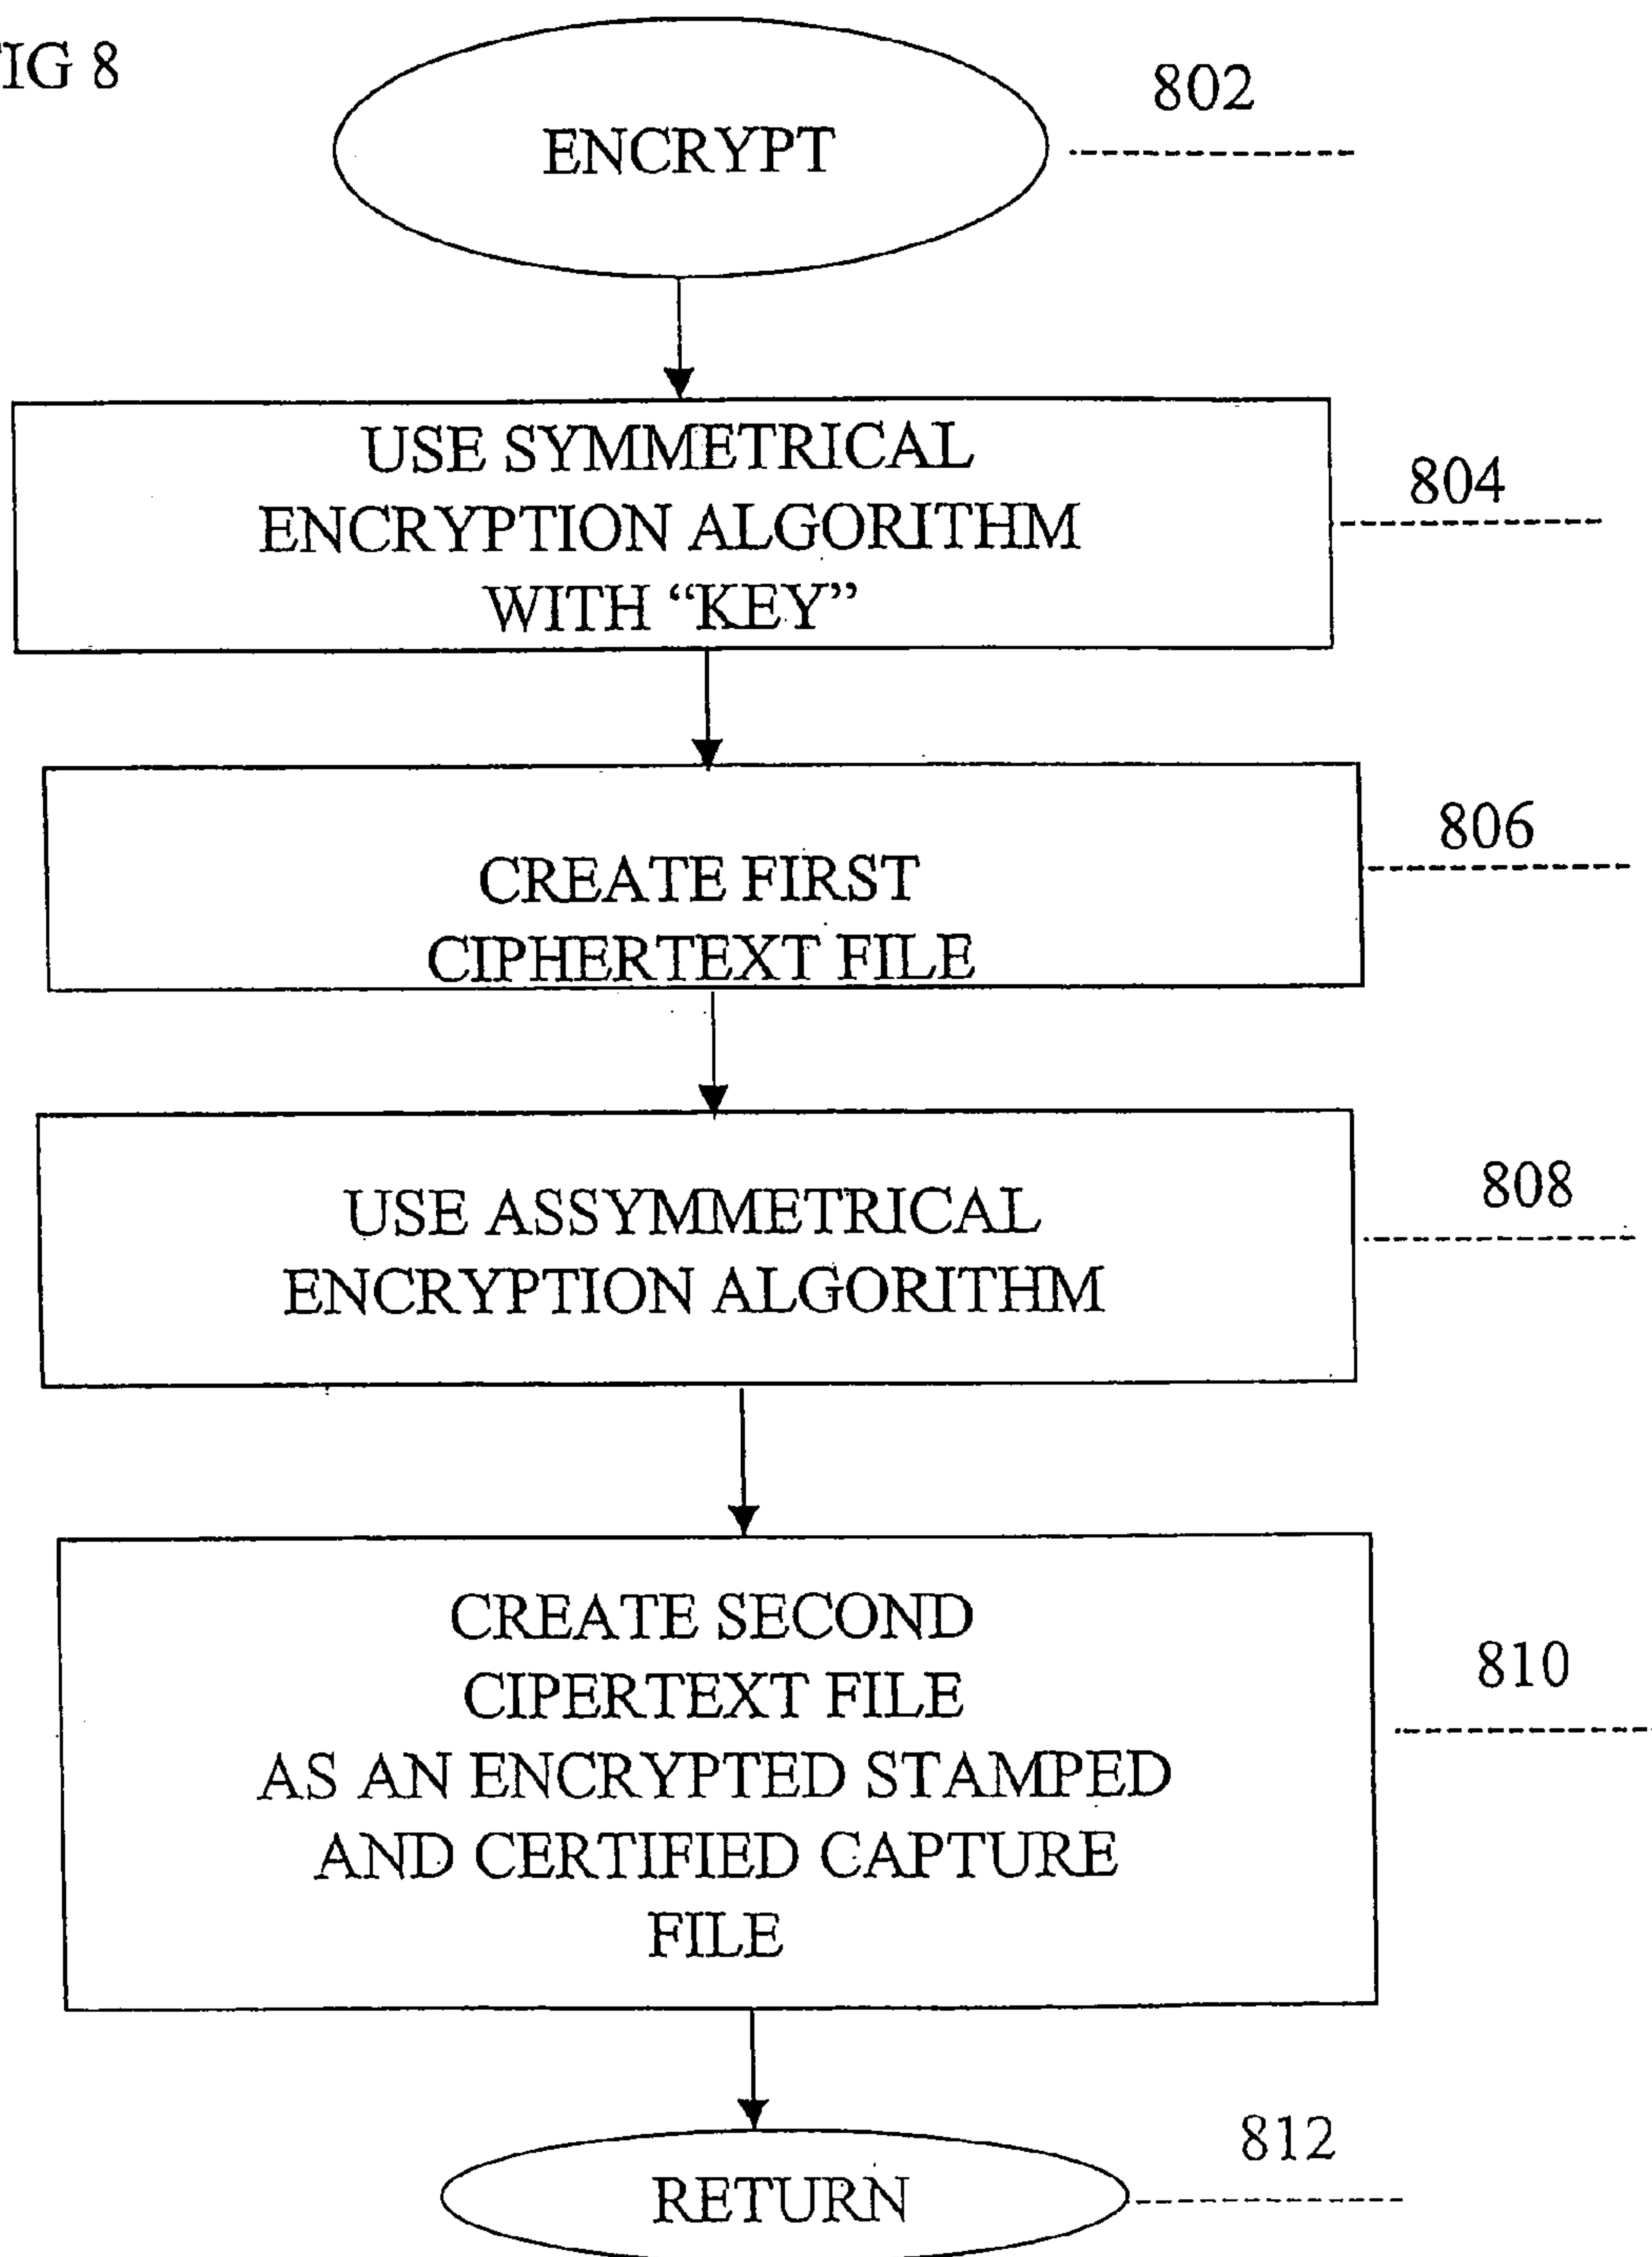 IG 8
802
ENCRYPT
USE SYMMETRICAL
804
ENCRYPTION ALGORITHM
WITH “KEY”
806
CREATE FIRST
CIPHERTEXT FILE
808
USE ASSYMMETRICAL
ENCRYPTION ALGORITHM
CREATE SECOND
810
CIPERTEXT FILE
AS AN ENCRYPTED STAMPED
AND CERTIFIED CAPTURE
FILE
812
RETURN